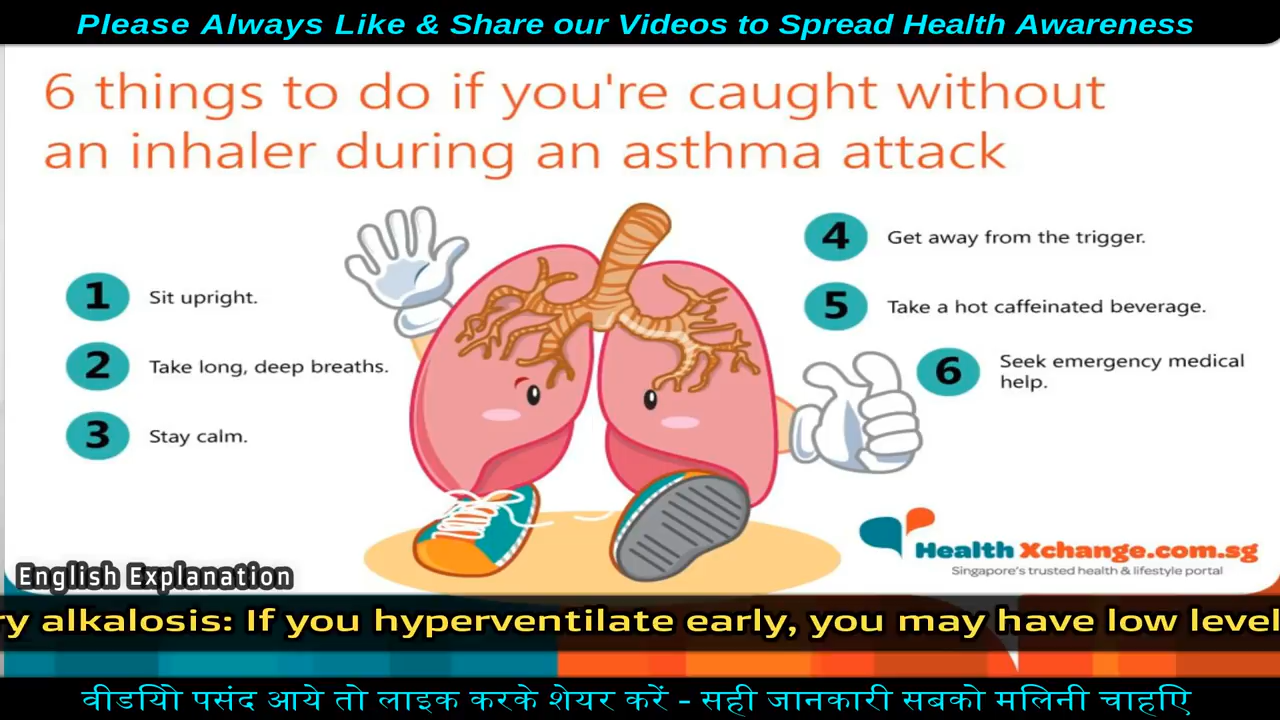 Please Always Like & Share our Videos to Spread Health Awareness
6 things to do if you're caught without
an inhaler during an asthma attack
1 Sit upright.
2 Take long, deep breaths.
3 Stay calm.
4 Get away from the trigger.
5 Take a hot caffeinated beverage.
6 Seek emergency medical
help.
Health Xchange.com.sg
Singapore's trusted health & lifestyle portal
English Explanation
ry alkalosis: If you hyperventilate early, you may have low level
वीडियो पसंद आये तो लाइक करके शेयर करें - सही जानकारी सबको मिलनी चाहिए